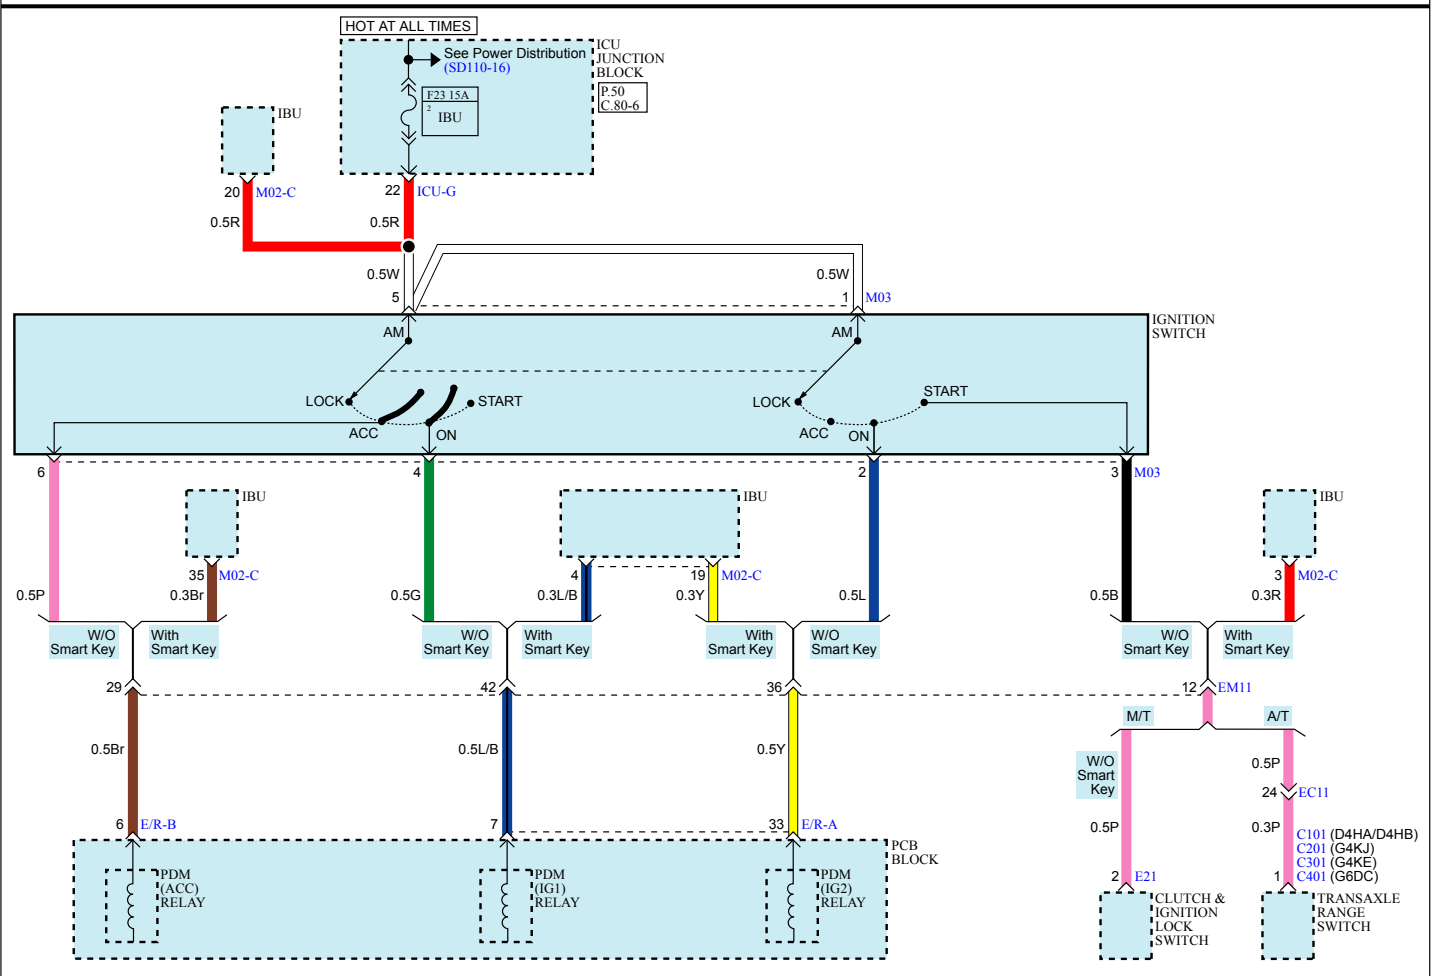 HOT AT ALL TIMES
See Power Distribution
(SD110-16)
ICU
JUNCTION
BLOCK
P.50
C.80-6
F23 15A
2
IBU
IBU
20
M02-C
22
ICU-G
0.5R
0.5R
0.5W
0.5W
5
1
M03
IGNITION
SWITCH
AM
AM
LOCK
START
ACC
ON
LOCK
START
ACC
ON
6
4
2
3
M03
IBU
IBU
IBU
35
M02-C
4
19
M02-C
3
M02-C
0.5P
0.3Br
0.5G
0.3L/B
0.3Y
0.5L
0.5B
0.3R
W/O
Smart Key
With
Smart Key
W/O
Smart Key
With
Smart Key
With
Smart Key
W/O
Smart Key
W/O
Smart Key
With
Smart Key
29
42
36
12
EM11
M/T
A/T
0.5Br
0.5L/B
0.5Y
W/O
Smart
Key
0.5P
24
EC11
0.5P
0.3P
C101 (D4HA/D4HB)
C201 (G4KJ)
C301 (G4KE)
C401 (G6DC)
6
E/R-B
7
33
E/R-A
PCB
BLOCK
PDM
(ACC)
RELAY
PDM
(IG1)
RELAY
PDM
(IG2)
RELAY
2
E21
1
CLUTCH &
IGNITION
LOCK
SWITCH
TRANSAXLE
RANGE
SWITCH